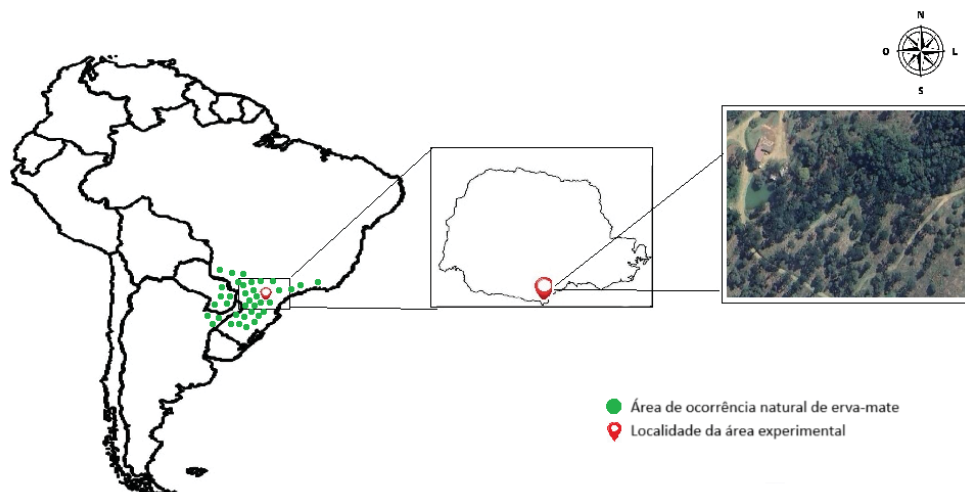 N
O L
S
Área de ocorrência natural de erva-mate
Localidade da área experimental